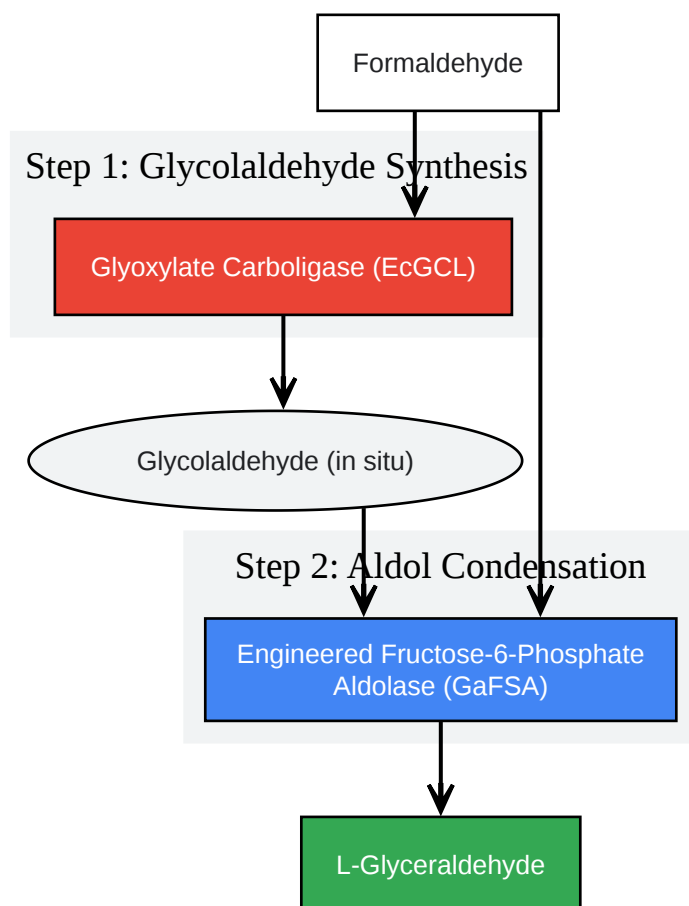 Formaldehyde
Step 1: Glycolaldehyde Synthesis
Glyoxylate Carboligase (EcGCL)
Glycolaldehyde (in situ)
Step 2: Aldol Condensation
Engineered Fructose-6-Phosphate
Aldolase (GaFSA)
L-Glyceraldehyde